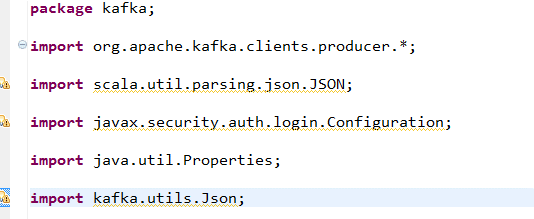 package kafka;
import org.apache.kafka.clients.producer.*;
import scala.util.parsing.json.JSON;
import javax.security.auth.login.Configuration;
import java.util.Properties;
import kafka.utils.Json;